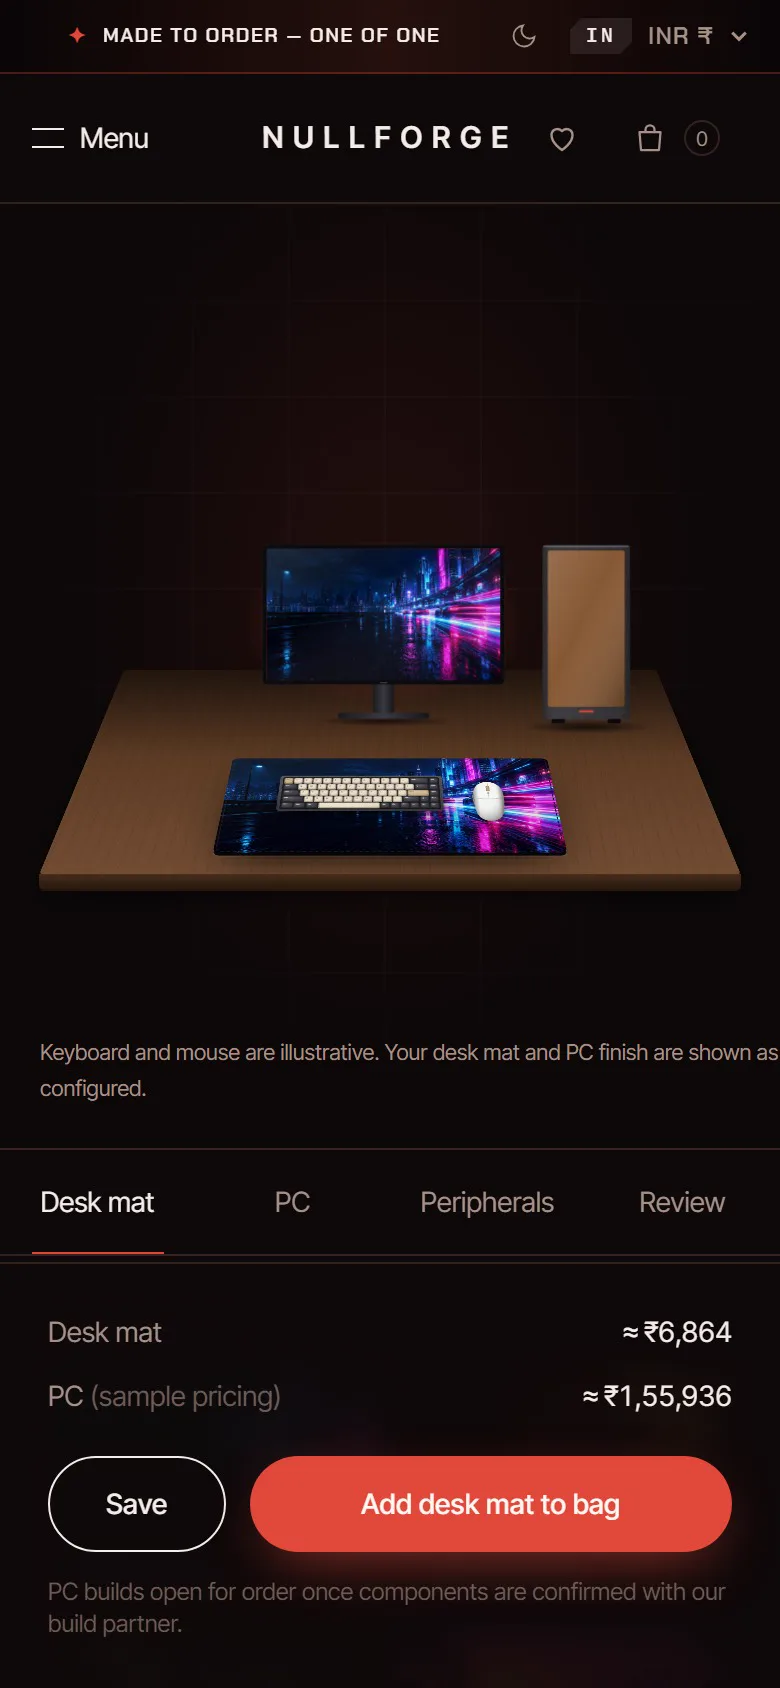 MADE TO ORDER — ONE OF ONE
IN
INR ₹
Menu
NULLFORGE
0
Keyboard and mouse are illustrative. Your desk mat and PC finish are shown as
configured.
Desk mat
PC
Peripherals
Review
Desk mat
≈ ₹6,864
PC (sample pricing)
≈ ₹1,55,936
Save
Add desk mat to bag
PC builds open for order once components are confirmed with our
build partner.